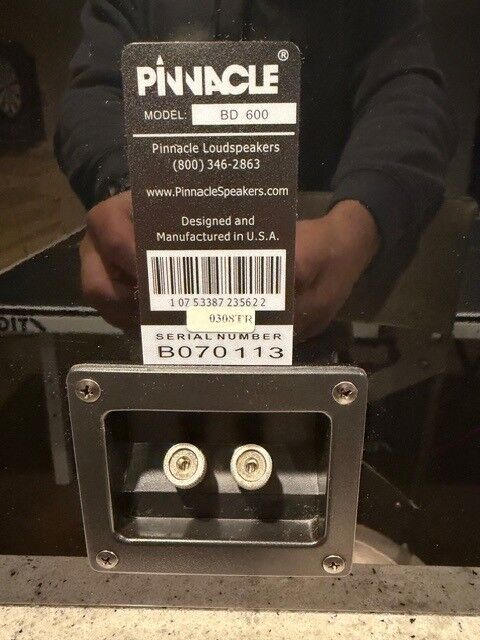 PINNACLE®
MODEL: BD 600
Pinnacle Loudspeakers
(800) 346-2863
www.PinnacleSpeakers.com
Designed and
Manufactured in U.S.A.
1 07 53387 23562 2
0308TR
SERIAL NUMBER
B070113